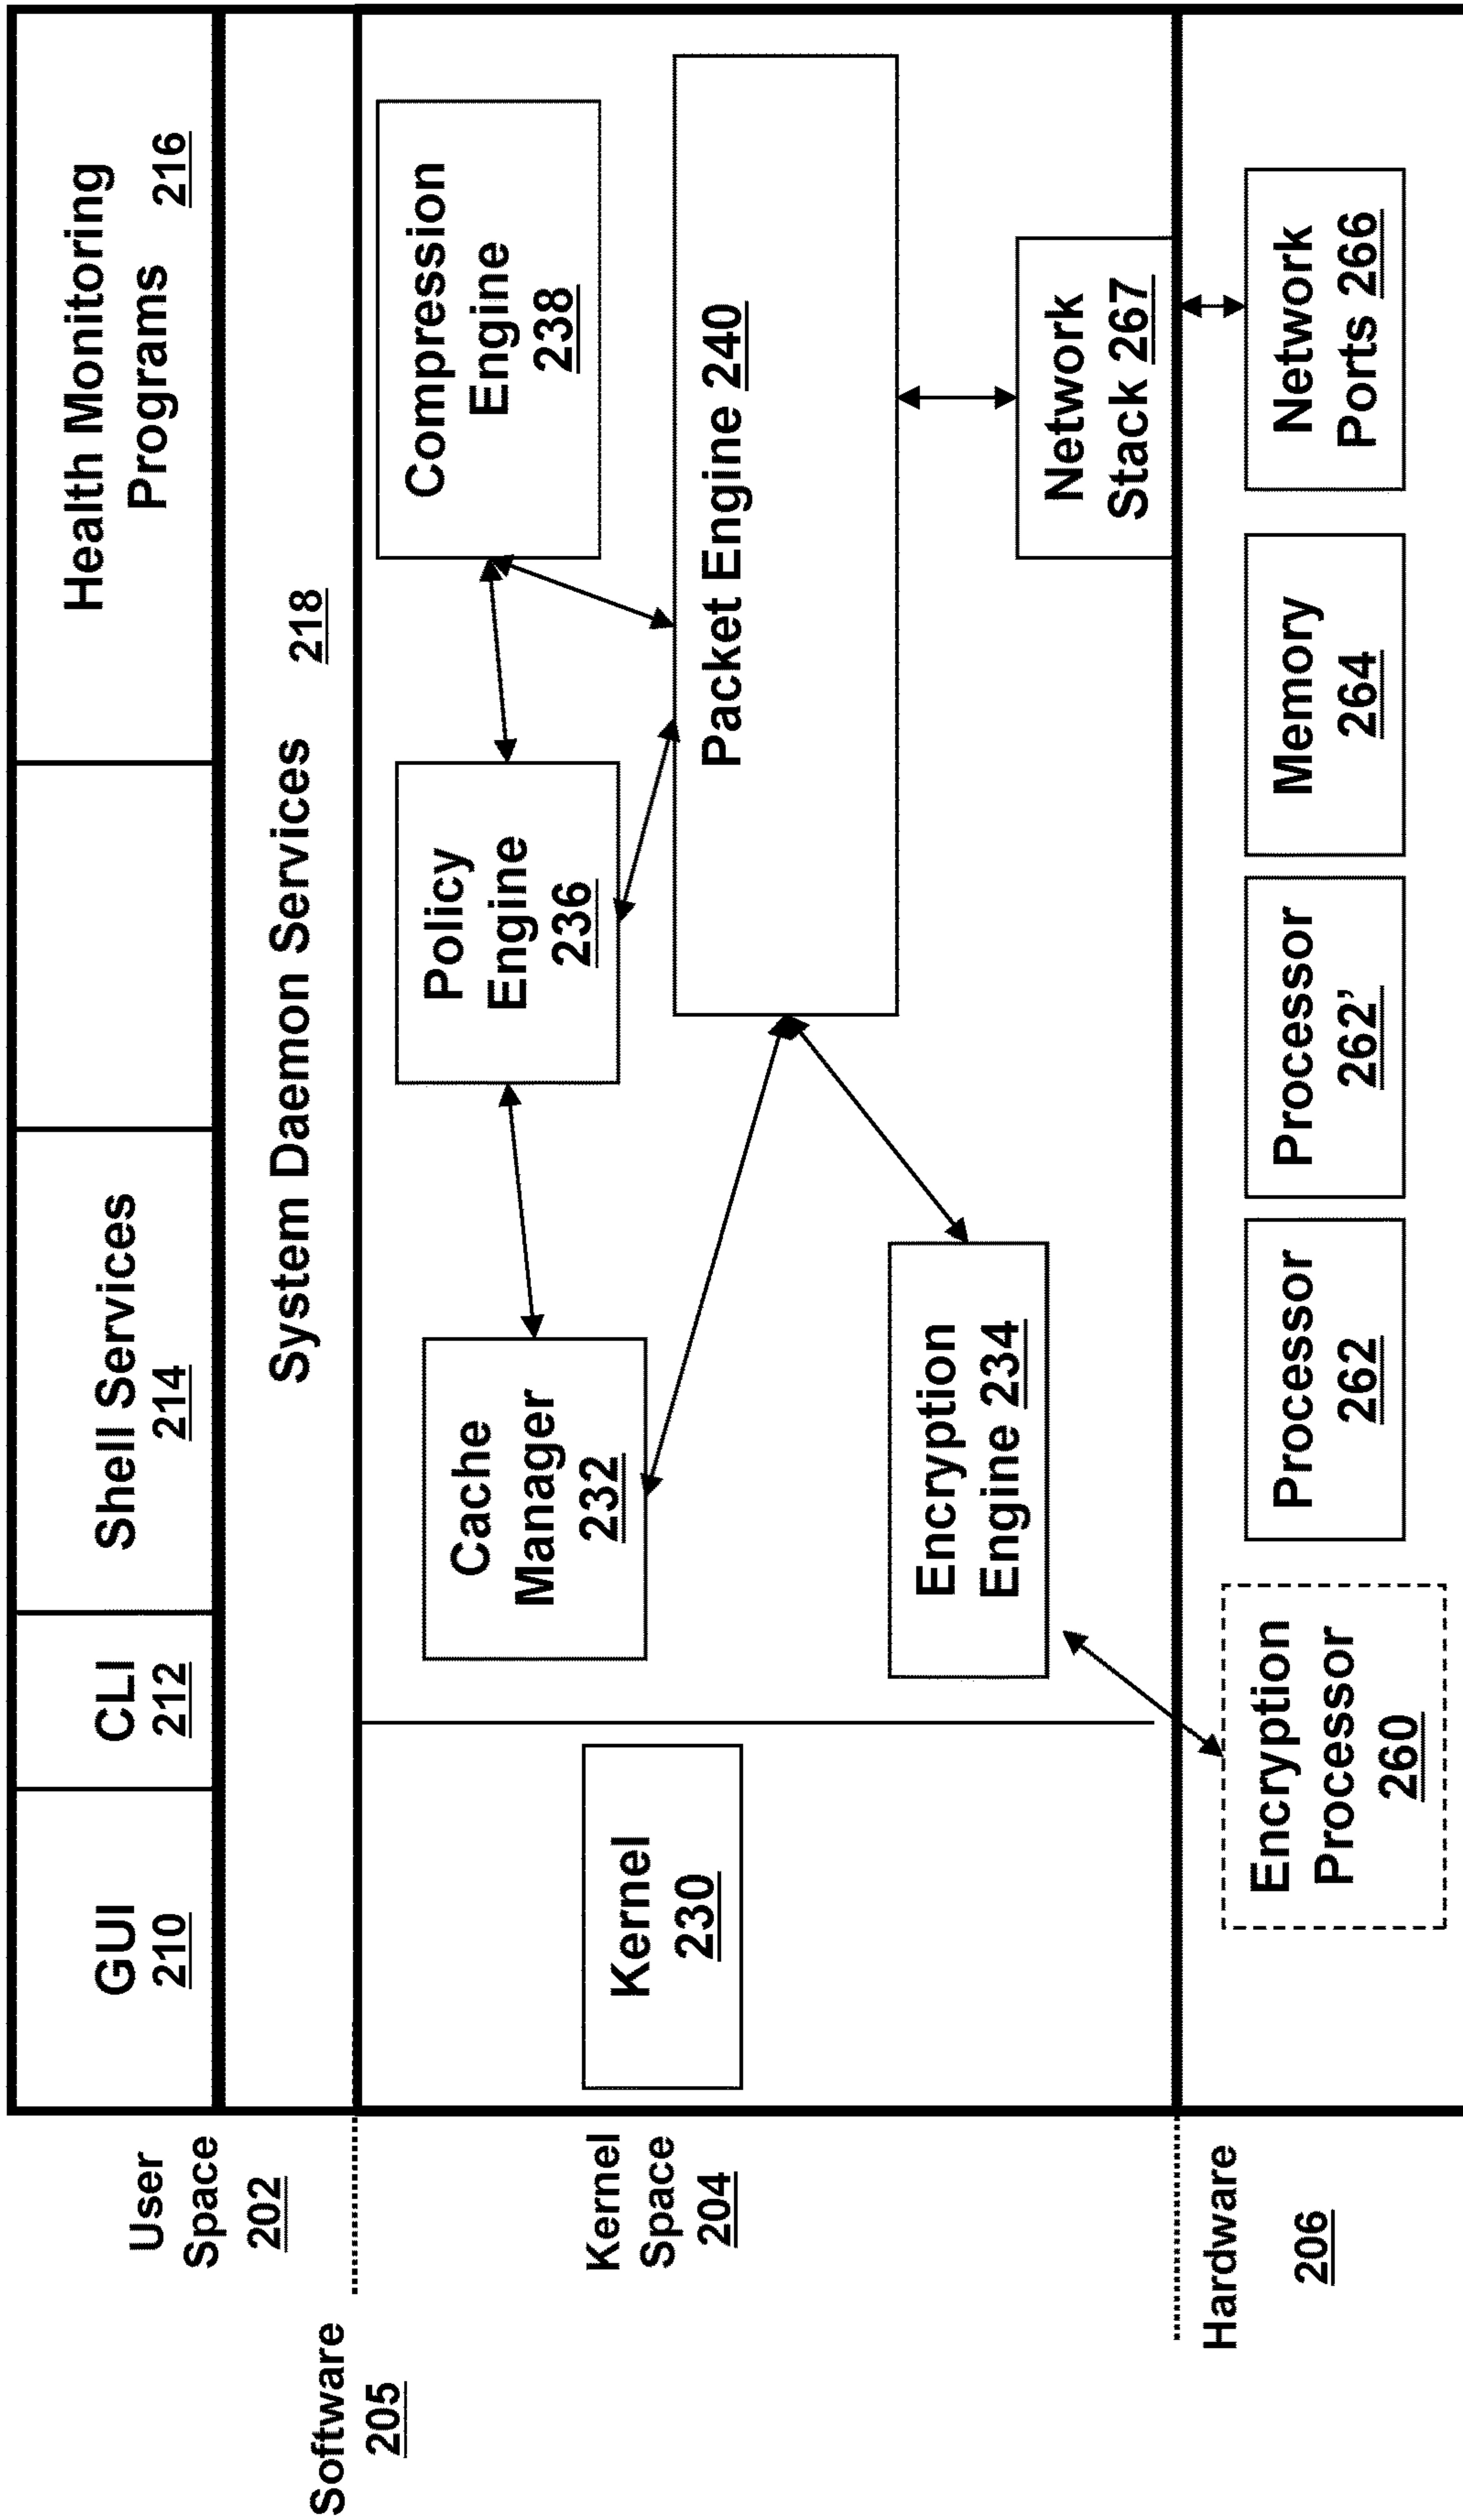 User
Space
202
GUI
210
CLI
212
Shell Services
214
Health Monitoring
Programs
216
System Daemon Services
218
Software
205
Kernel
Space
204
Kernel
230
Cache
Manager
232
Policy
Engine
236
Compression
Engine
238
Packet Engine 240
Encryption
Engine 234
Network
Stack 267
Hardware
206
Encryption
Processor
260
Processor
262
Processor
262’
Memory
264
Network
Ports 266